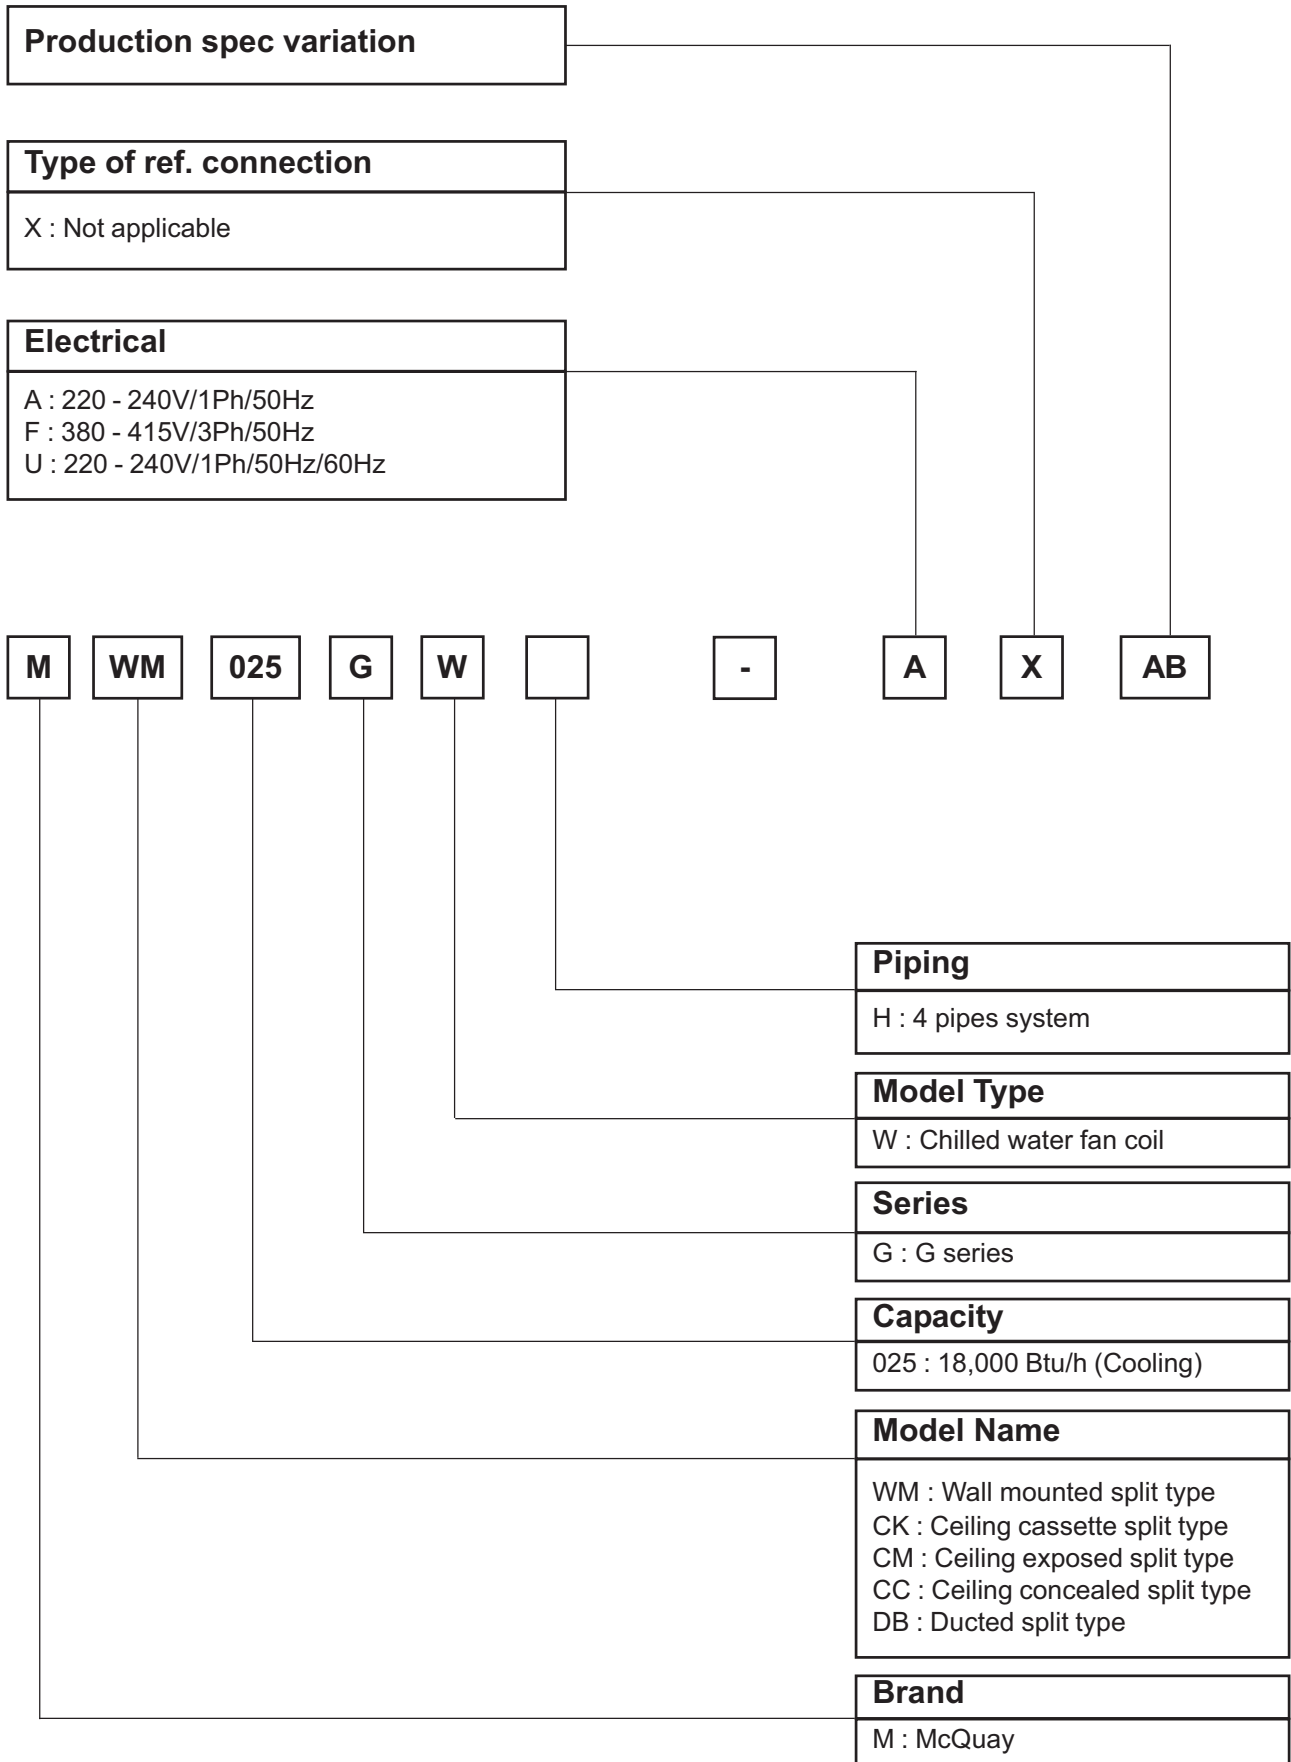 Production spec variation
Type of ref. connection
X : Not applicable
Electrical
A : 220 - 240V/1Ph/50Hz
F : 380 - 415V/3Ph/50Hz
U : 220 - 240V/1Ph/50Hz/60Hz
M WM 025 G W - A X AB
Piping
H : 4 pipes system
Model Type
W : Chilled water fan coil
Series
G : G series
Capacity
025 : 18,000 Btu/h (Cooling)
Model Name
WM : Wall mounted split type
CK : Ceiling cassette split type
CM : Ceiling exposed split type
CC : Ceiling concealed split type
DB : Ducted split type
Brand
M : McQuay